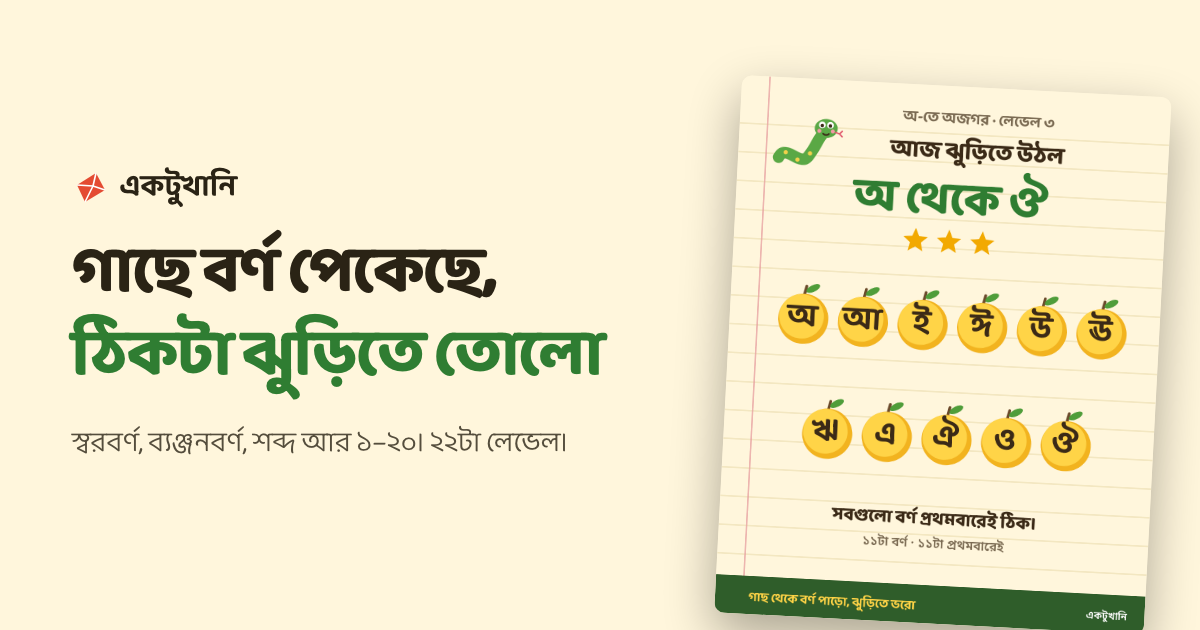 একটুখানি
গাছে বর্ণ পেকেছে,
ঠিকটা ঝুড়িতে তোলো
স্বরবর্ণ, ব্যঞ্জনবর্ণ, শব্দ আর ১–২০। ২২টা লেভেল।
অ-তে অজগর · লেভেল ৩
আজ ঝুড়িতে উঠল
অ থেকে ঔ
অ আ ই ঈ উ ঊ
ঋ এ ঐ ও ঔ
সবগুলো বর্ণ প্রথমবারেই ঠিক।
১১টা বর্ণ · ১১টা প্রথমবারেই
গাছ থেকে বর্ণ পাড়ো, ঝুড়িতে ভরো
একটুখানি